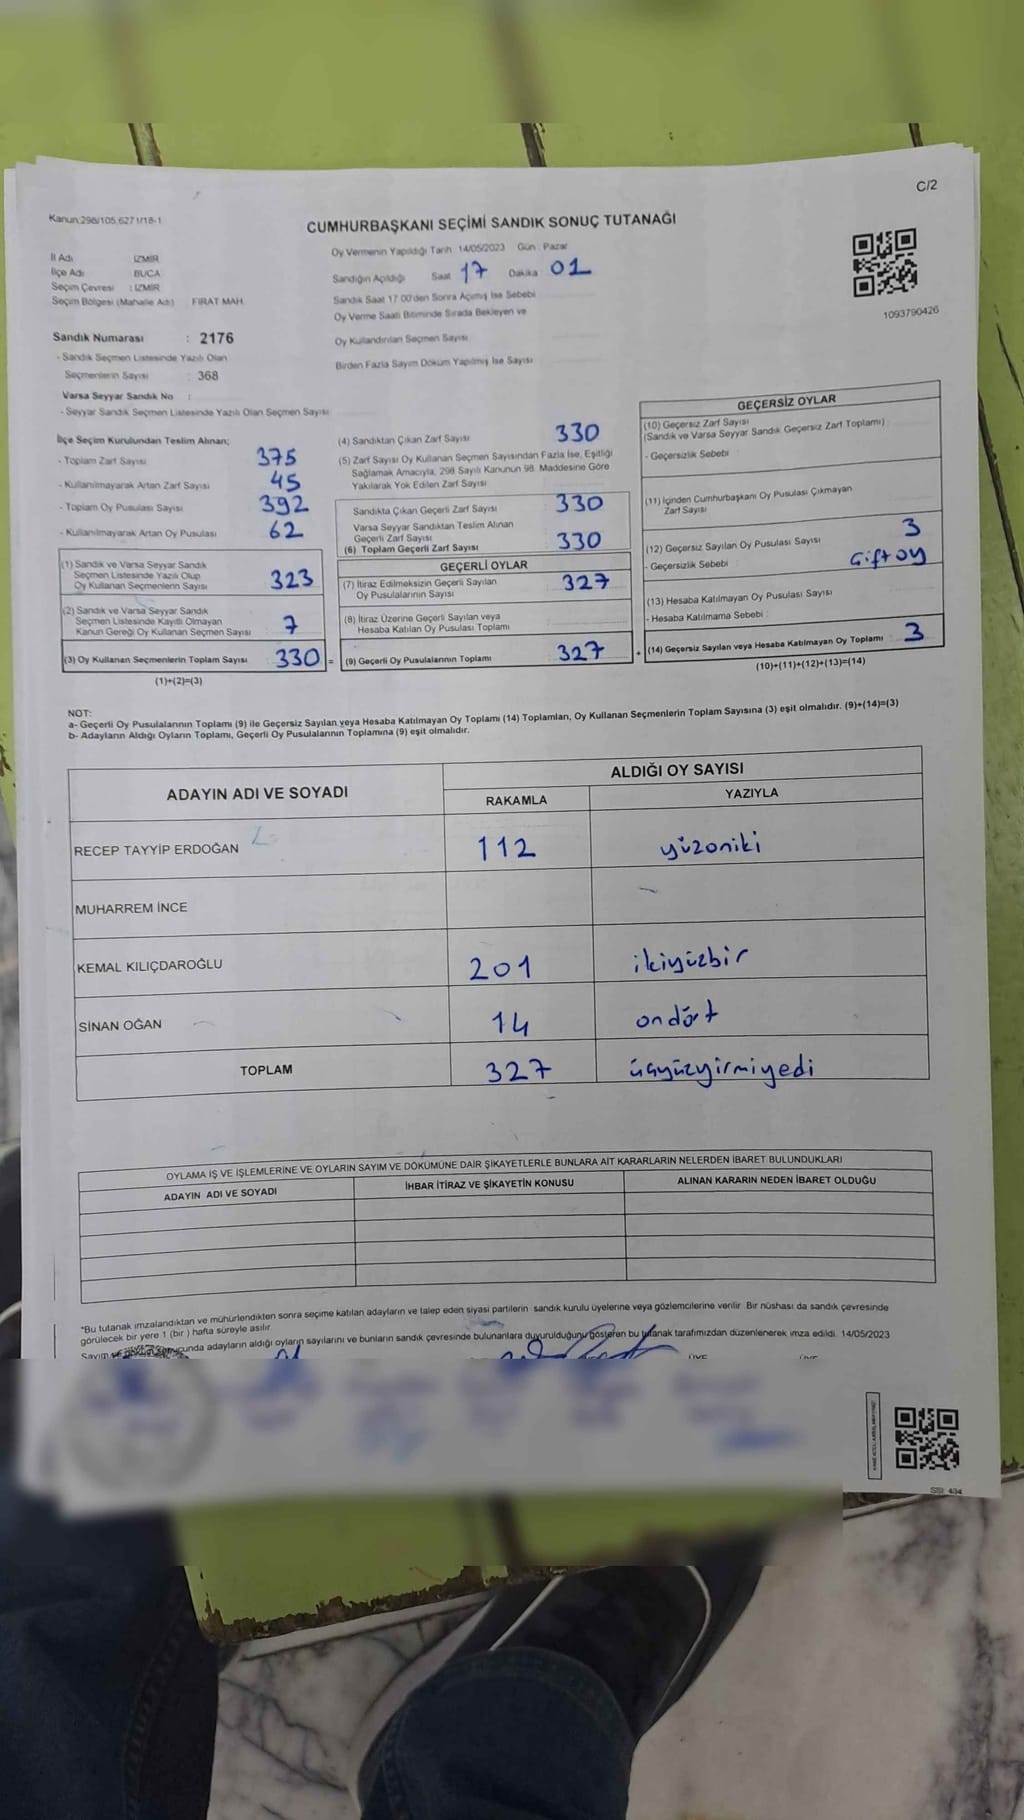 C/2
Kanun:298/105,6271/18-1
CUMHURBAŞKANI SEÇİMİ SANDIK SONUÇ TUTANAĞI
İl Adı İZMİR
İlçe Adı BUCA
Seçim Çevresi : İZMİR
Seçim Bölgesi (Mahalle Adı) FIRAT MAH.
Sandık Numarası : 2176
- Sandık Seçmen Listesinde Yazılı Olan
Seçmenlerin Sayısı : 368
Varsa Seyyar Sandık No :
- Seyyar Sandık Seçmen Listesinde Yazılı Olan Seçmen Sayısı
Oy Vermenin Yapıldığı Tarih 14/05/2023 Gün : Pazar
Sandığın Açıldığı Saat 17 Dakika 01
Sandık Saat 17:00'den Sonra Açımış İse Sebebi
Oy Verme Saati Bitiminde Sırada Bekleyen ve
Oy Kullandırılan Seçmen Sayısı
Birden Fazla Sayım Döküm Yapılmış İse Sayısı
1093790426
İlçe Seçim Kurulundan Teslim Alınan;
- Toplam Zarf Sayısı 375
- Kullanılmayarak Artan Zarf Sayısı 45
- Toplam Oy Pusulası Sayısı 392
- Kullanılmayarak Artan Oy Pusulası 62
(1) Sandık ve Varsa Seyyar Sandık
Seçmen Listesinde Yazılı Olup
Oy Kullanan Seçmenlerin Sayısı 323
(2) Sandık ve Varsa Seyyar Sandık
Seçmen Listesinde Kayıtlı Olmayan
Kanun Gereği Oy Kullanan Seçmen Sayısı 7
(3) Oy Kullanan Seçmenlerin Toplam Sayısı : 330 =
(1)+(2)=(3)
(4) Sandıktan Çıkan Zarf Sayısı 330
(5) Zarf Sayısı Oy Kullanan Seçmen Sayısından Fazla İse, Eşitliği
Sağlamak Amacıyla, 298 Sayılı Kanunun 98. Maddesine Göre
Yakılarak Yok Edilen Zarf Sayısı
Sandıkta Çıkan Geçerli Zarf Sayısı 330
Varsa Seyyar Sandıktan Teslim Alınan
Geçerli Zarf Sayısı
(6) Toplam Geçerli Zarf Sayısı 330
GEÇERLİ OYLAR
(7) İtiraz Edilmeksizin Geçerli Sayılan
Oy Pusulalarının Sayısı 327
(8) İtiraz Üzerine Geçerli Sayılan veya
Hesaba Katılan Oy Pusulası Toplamı
(9) Geçerli Oy Pusulalarının Toplamı 327 +
GEÇERSİZ OYLAR
(10) Geçersiz Zarf Sayısı
(Sandık ve Varsa Seyyar Sandık Geçersiz Zarf Toplamı)
- Geçersizlik Sebebi
(11) İçinden Cumhurbaşkanı Oy Pusulası Çıkmayan
Zarf Sayısı
(12) Geçersiz Sayılan Oy Pusulası Sayısı 3
- Geçersizlik Sebebi Çift oy
(13) Hesaba Katılmayan Oy Pusulası Sayısı
- Hesaba Katılmama Sebebi :
(14) Geçersiz Sayılan veya Hesaba Katılmayan Oy Toplamı : 3
(10)+(11)+(12)+(13)=(14)
NOT:
a- Geçerli Oy Pusulalarının Toplamı (9) ile Geçersiz Sayılan veya Hesaba Katılmayan Oy Toplamı (14) Toplamları, Oy Kullanan Seçmenlerin Toplam Sayısına (3) eşit olmalıdır. (9)+(14)=(3)
b- Adayların Aldığı Oyların Toplamı, Geçerli Oy Pusulalarının Toplamına (9) eşit olmalıdır.
ADAYIN ADI VE SOYADI ALDIĞI OY SAYISI
RAKAMLA YAZIYLA
RECEP TAYYİP ERDOĞAN 112 yüzoniki
MUHARREM İNCE
KEMAL KILIÇDAROĞLU 201 ikiyüzbir
SİNAN OĞAN 14 ondört
TOPLAM 327 üçyüzyirmiyedi
OYLAMA İŞ VE İŞLEMLERİNE VE OYLARIN SAYIM VE DÖKÜMÜNE DAİR ŞİKAYETLERLE BUNLARA AİT KARARLARIN NELERDEN İBARET BULUNDUKLARI
ADAYIN ADI VE SOYADI İHBAR İTİRAZ VE ŞİKAYETİN KONUSU ALINAN KARARIN NEDEN İBARET OLDUĞU
*Bu tutanak imzalandıktan ve mühürlendikten sonra seçime katılan adayların ve talep eden siyasi partilerin sandık kurulu üyelerine veya gözlemcilerine verilir. Bir nüshası da sandık çevresinde
görülecek bir yere 1 (bir) hafta süreyle asılır.
Sayım ve adayların aldığı oyların sayılarını ve bunların sandık çevresinde bulunanlara duyurulduğunu gösteren bu tutanak tarafımızdan düzenlenerek imza edildi. 14/05/2023
ÜYE ÜYE